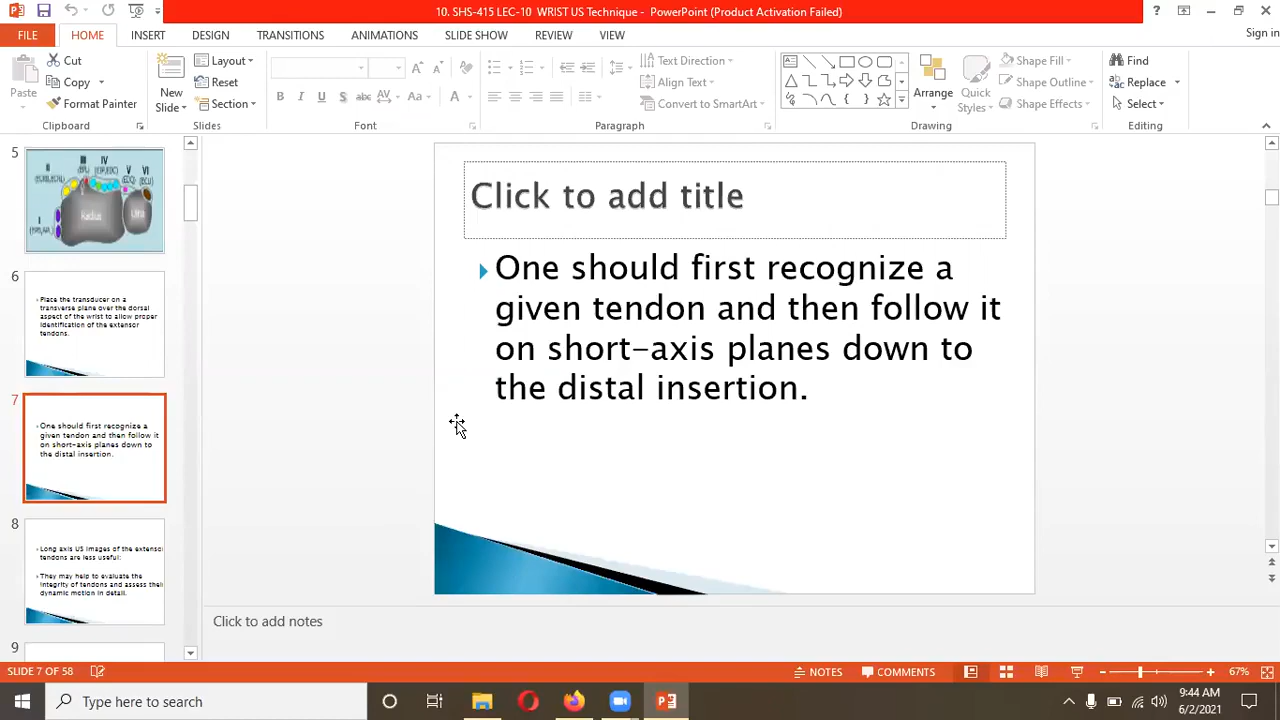 10. SHS-415 LEC-10 WRIST US Technique - PowerPoint (Product Activation Failed)
FILE HOME INSERT DESIGN TRANSITIONS ANIMATIONS SLIDE SHOW REVIEW VIEW
Sign in
Paste
Cut
Copy
Format Painter
Clipboard
New Slide
Layout
Reset
Section
Slides
B I U S abc AV Aa A
Font
Text Direction
Align Text
Convert to SmartArt
Paragraph
Arrange
Quick Styles
Shape Fill
Shape Outline
Shape Effects
Drawing
Find
Replace
Select
Editing
5
II III IV V VI
I
Radius
6
Place the transducer on a
transverse plane over the dorsal
aspect of the wrist to allow proper
identification of the extensor
tendons.
7
One should first recognize a
given tendon and then follow it
on short-axis planes down to
the distal insertion.
8
Long axis US images of the extensor
tendons are less useful:
They may help to evaluate the
integrity of tendons and assess their
dynamic motion in detail.
9
Click to add title
One should first recognize a
given tendon and then follow it
on short-axis planes down to
the distal insertion.
Click to add notes
SLIDE 7 OF 58
NOTES
COMMENTS
67%
Type here to search
9:44 AM
6/2/2021